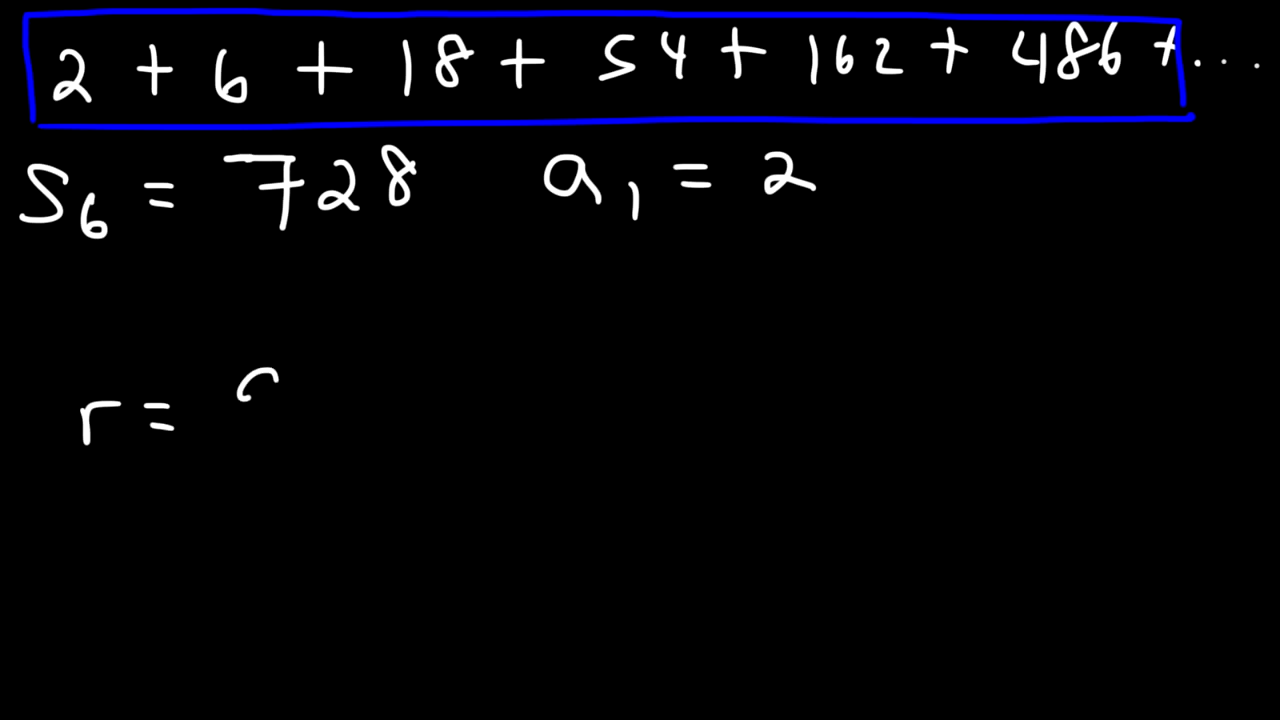 2 + 6 + 18 + 54 + 162 + 486 + ...
S₆ = 728 a₁ = 2
r =